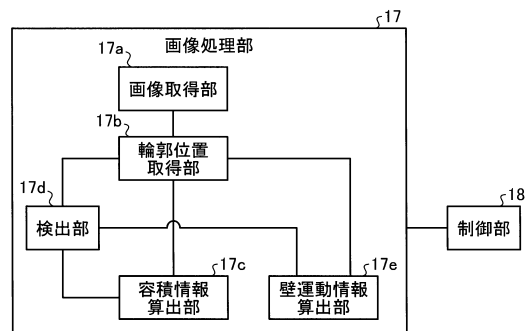 17
画像処理部
17a
画像取得部
17b
輪郭位置
取得部
17d
検出部
18
制御部
17c
容積情報
算出部
17e
壁運動情報
算出部